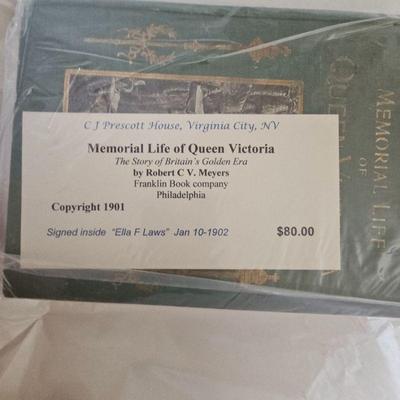 C J Prescott House, Virginia City, NV
Memorial Life of Queen Victoria
The Story of Britain's Golden Era
by Robert C V. Meyers
Franklin Book company
Philadelphia
Copyright 1901
Signed inside "Ella F Laws" Jan 10-1902 $80.00
MEMORIAL LIFE
OF
QUEEN